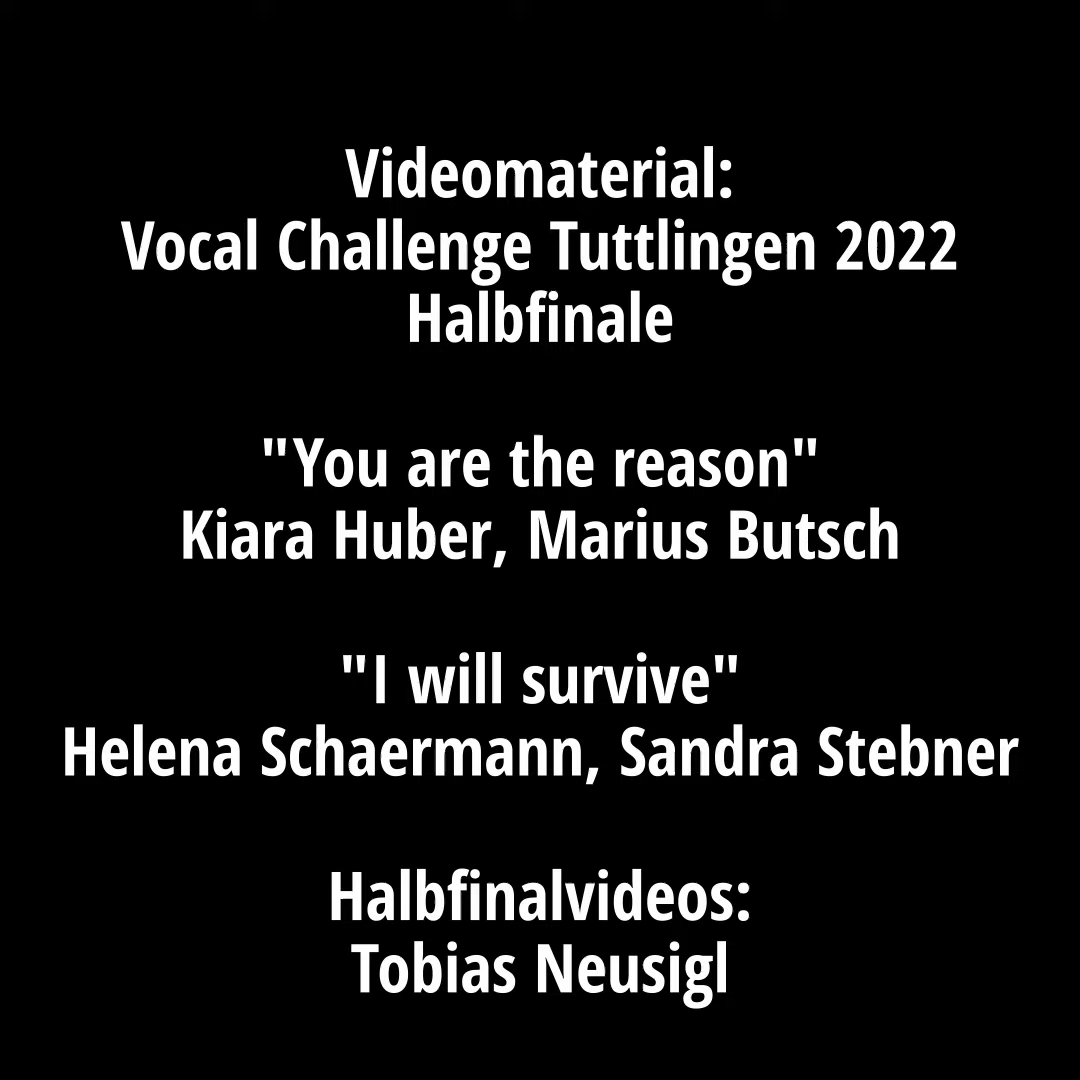 Videomaterial:
Vocal Challenge Tuttlingen 2022
Halbfinale
"You are the reason"
Kiara Huber, Marius Butsch
"I will survive"
Helena Schaermann, Sandra Stebner
Halbfinalvideos:
Tobias Neusigl